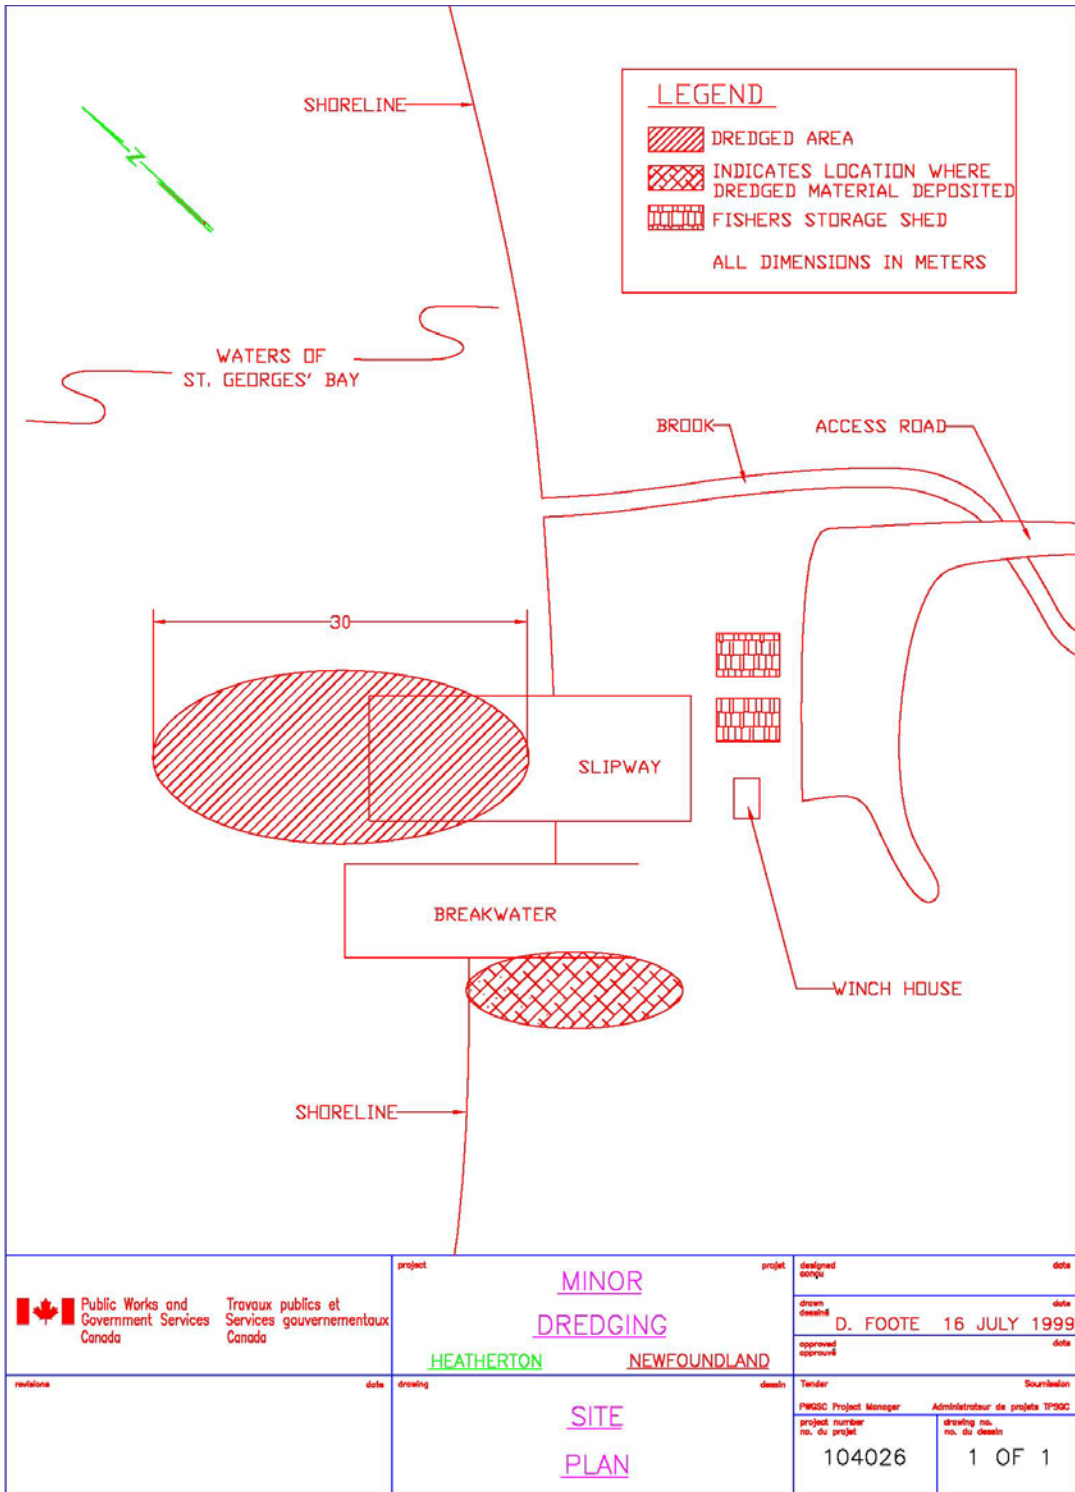 SHORELINE
LEGEND
DREDGED AREA
INDICATES LOCATION WHERE
DREDGED MATERIAL DEPOSITED
FISHERS STORAGE SHED
ALL DIMENSIONS IN METERS
N
WATERS OF
ST. GEORGES' BAY
BROOK
ACCESS ROAD
30
SLIPWAY
BREAKWATER
WINCH HOUSE
SHORELINE
Public Works and
Government Services
Canada
Travaux publics et
Services gouvernementaux
Canada
project projet
MINOR
DREDGING
HEATHERTON NEWFOUNDLAND
designed date
conçu
drawn date
dessiné
D. FOOTE 16 JULY 1999
approved date
approuvé
revisions date
drawing dessin
SITE
PLAN
Tender Soumission
PWGSC Project Manager Administrateur de projets TPSGC
project number
no. du projet
104026
drawing no.
no. du dessin
1 OF 1